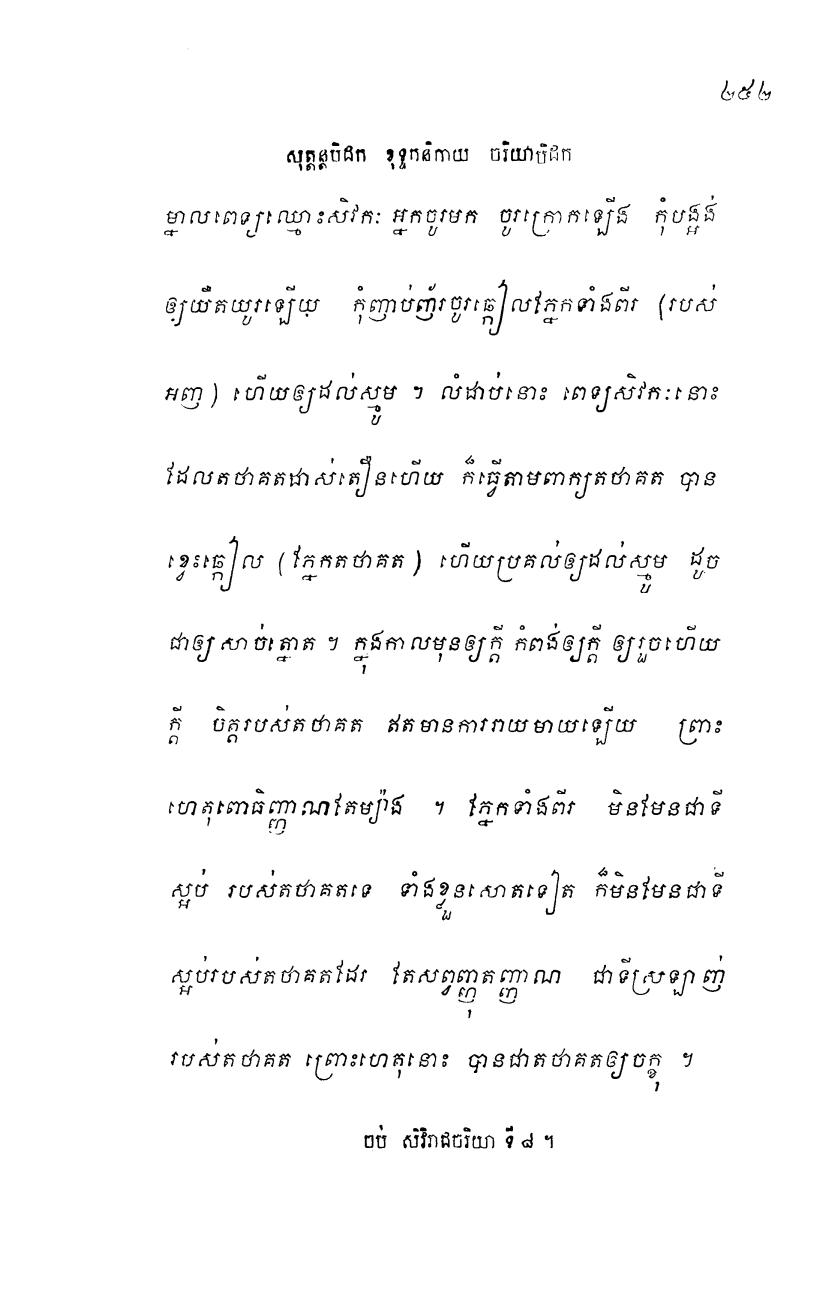 ២៥២
សុត្តន្តបិដក ខុទ្ទកនិកាយ ចរិយាបិដក
ម្នាលពេទ្យឈ្មោះសិវកៈ អ្នកចូរមក ចូរក្រោកឡើង កុំបង្អង់
ឲ្យយឺតយូរឡើយ កុំញាប់ញ័រចូរឆ្កៀលភ្នែកទាំងពីរ (របស់
អញ) ហើយឲ្យដល់ស្មូម ។ លំដាប់នោះ ពេទ្យសិវកៈនោះ
ដែលតថាគតដាស់តឿនហើយ ក៏ធ្វើតាមពាក្យតថាគត បាន
ខ្វេះឆ្កៀល (ភ្នែកតថាគត) ហើយប្រគល់ឲ្យដល់ស្មូម ដូច
ជាឲ្យសាច់ត្នោត ។ ក្នុងកាលមុនឲ្យក្តី កំពង់ឲ្យក្តី ឲ្យរួចហើយ
ក្តី ចិត្តរបស់តថាគត ឥតមានការរាយមាយឡើយ ព្រោះ
ហេតុពោធិញ្ញាណតែម្យ៉ាង ។ ភ្នែកទាំងពីរ មិនមែនជាទី
ស្អប់ របស់តថាគតទេ ទាំងខ្លួនសោតទៀត ក៏មិនមែនជាទី
ស្អប់របស់តថាគតដែរ តែសព្វញ្ញុតញ្ញាណ ជាទីស្រឡាញ់
របស់តថាគត ព្រោះហេតុនោះ បានជាតថាគតឲ្យចក្ខុ ។
ចប់ សិវិរាជចរិយា ទី ៨ ។